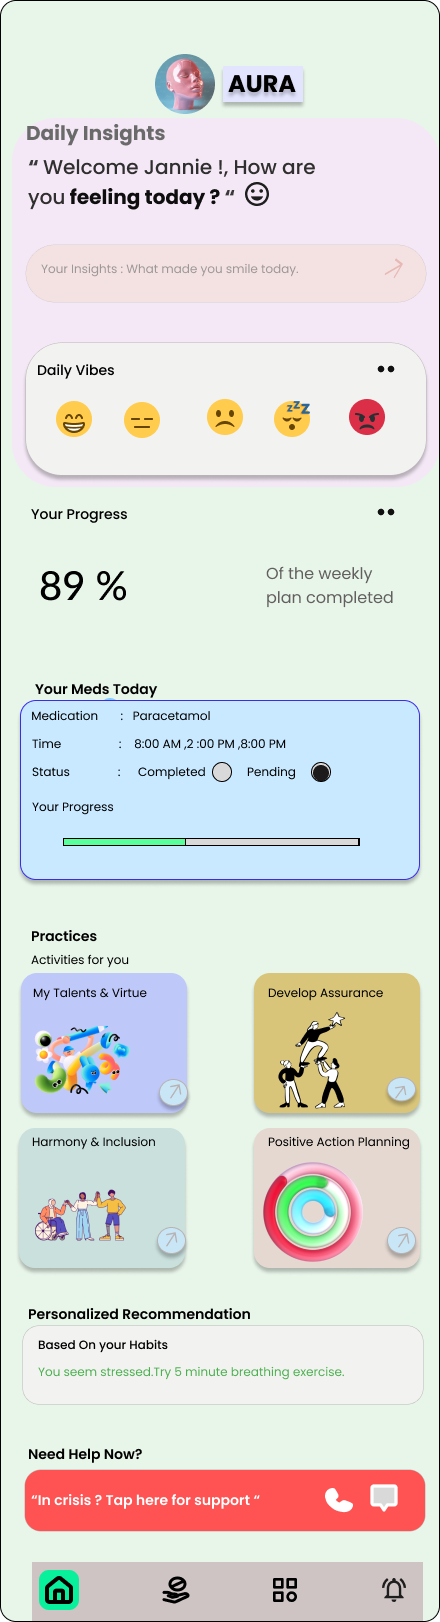 AURA
Daily Insights
“ Welcome Jannie !, How are
you feeling today ? “
Your Insights : What made you smile today.
Daily Vibes
zzz
Your Progress
89 %
Of the weekly
plan completed
Your Meds Today
Medication : Paracetamol
Time : 8:00 AM ,2 :00 PM ,8:00 PM
Status : Completed Pending
Your Progress
Practices
Activities for you
My Talents & Virtue
Develop Assurance
Harmony & Inclusion
Positive Action Planning
Personalized Recommendation
Based On your Habits
You seem stressed.Try 5 minute breathing exercise.
Need Help Now?
“In crisis ? Tap here for support “